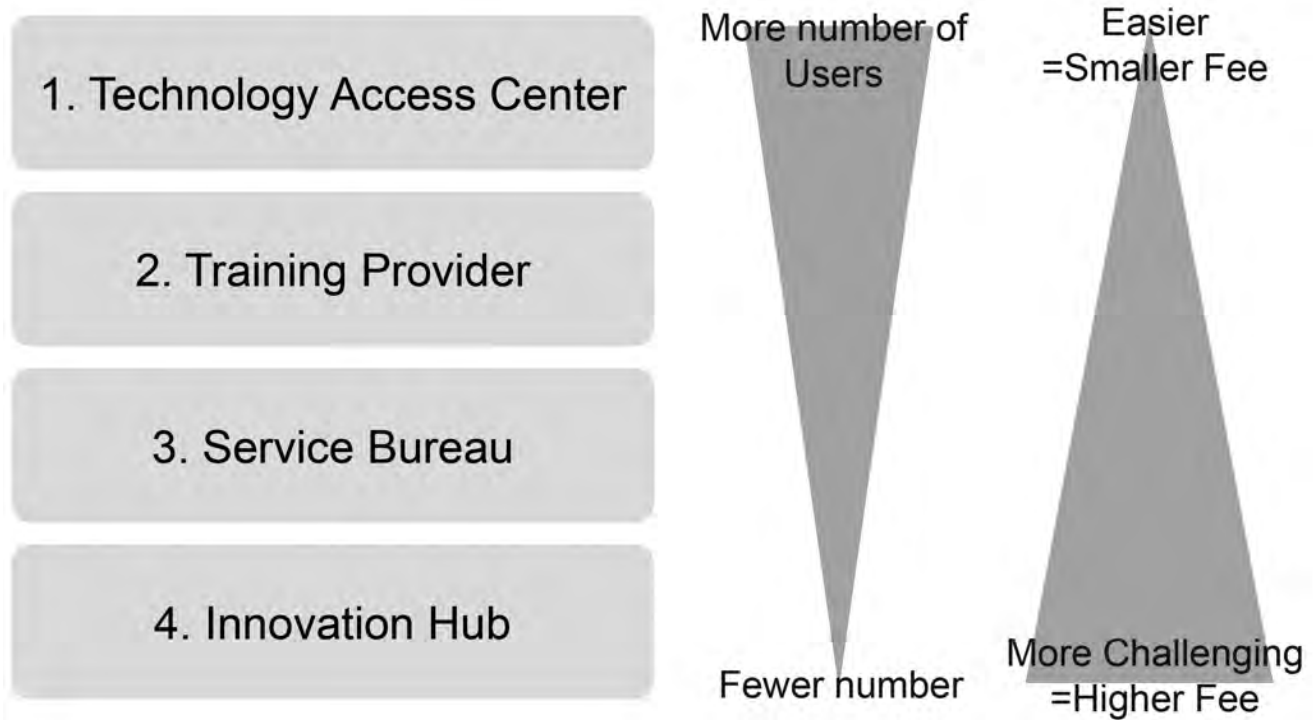 1. Technology Access Center
2. Training Provider
3. Service Bureau
4. Innovation Hub
More number of
Users
Fewer number
Easier
=Smaller Fee
More Challenging
=Higher Fee